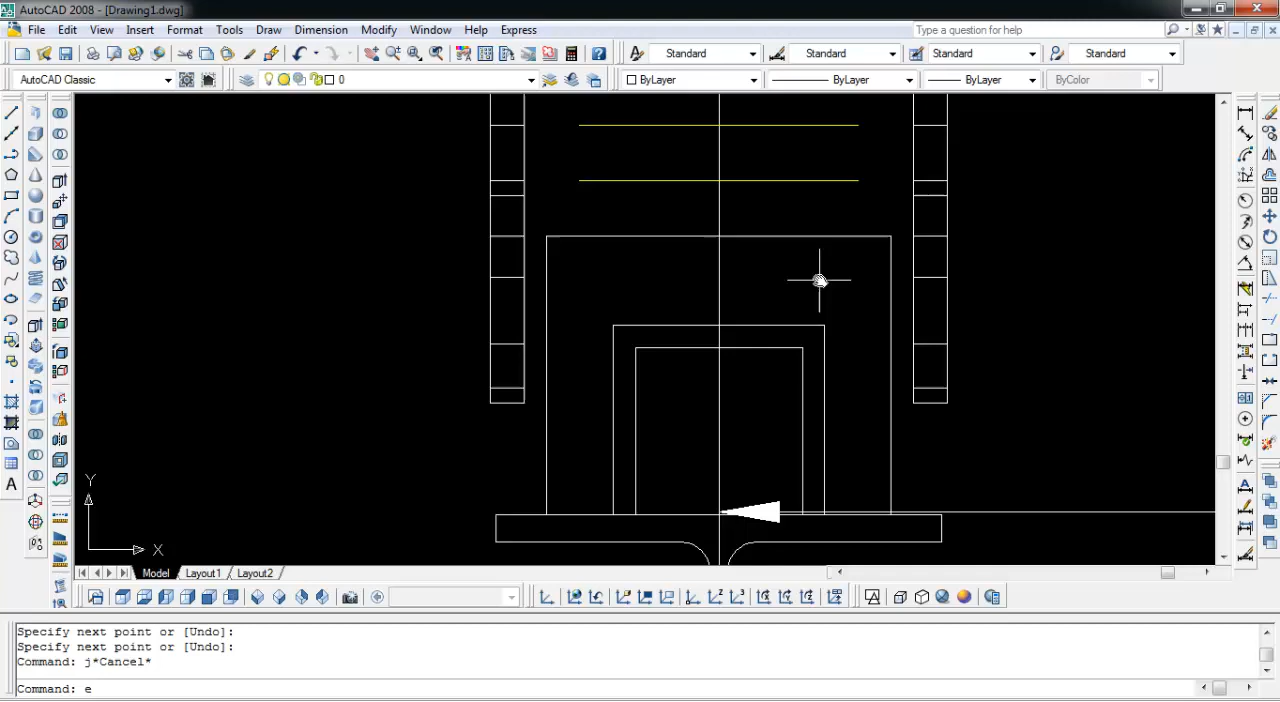 AutoCAD 2008 - [Drawing1.dwg]
File Edit View Insert Format Tools Draw Dimension Modify Window Help Express Type a question for help
Standard Standard Standard Standard
AutoCAD Classic 0 ByLayer ByLayer ByLayer ByColor
A
Y
X
Model Layout1 Layout2
Specify next point or [Undo]:
Specify next point or [Undo]:
Command: j*Cancel*
Command: e